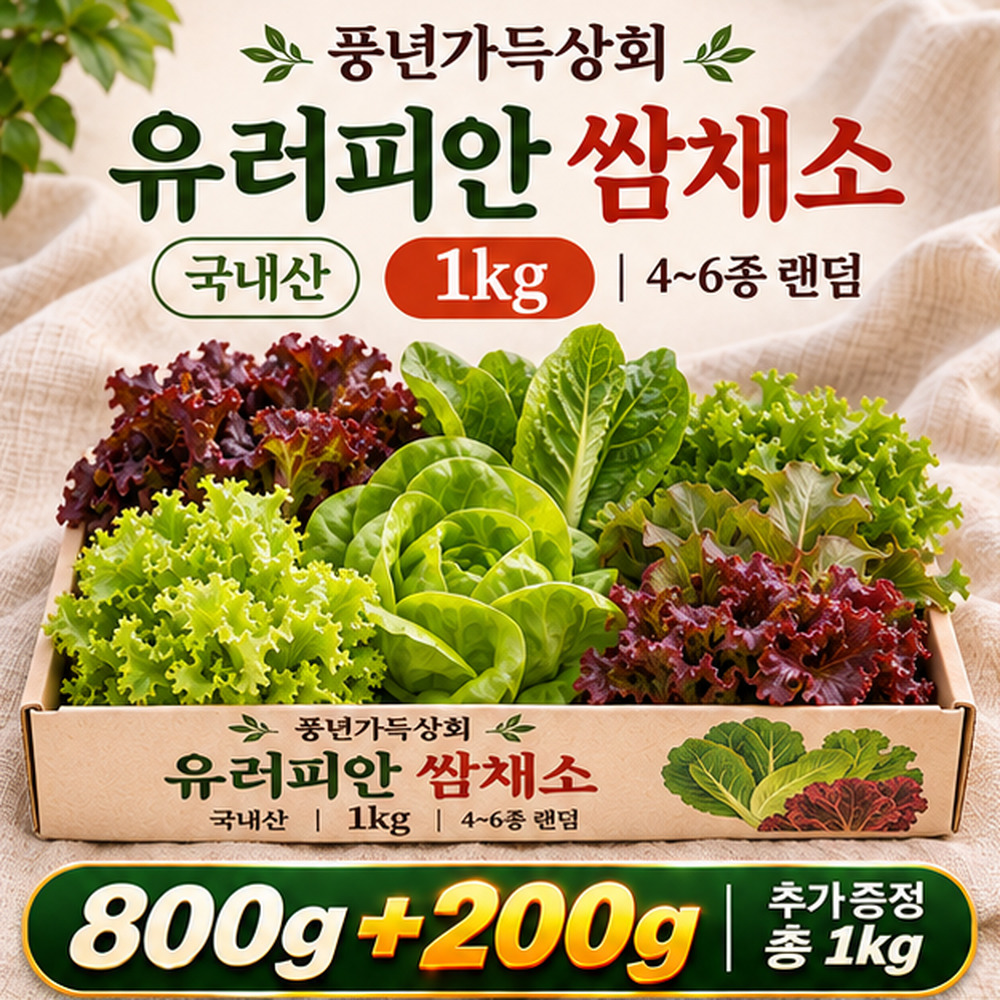 풍년가득상회
유러피안 쌈채소
국내산 1kg | 4~6종 랜덤
풍년가득상회
유러피안 쌈채소
국내산 | 1kg | 4~6종 랜덤
800g+200g | 추가증정
총 1kg